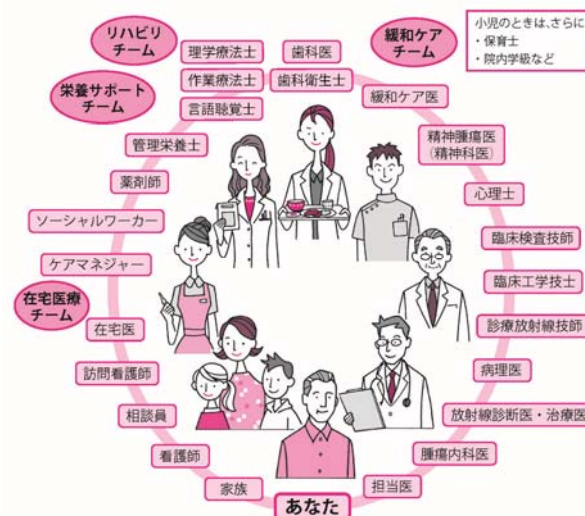 リハビリ
チーム
緩和ケア
チーム
小児のときは、さらに
・保育士
・院内学級など
理学療法士
歯科医
栄養サポート
チーム
作業療法士
歯科衛生士
緩和ケア医
言語聴覚士
管理栄養士
精神腫瘍医
(精神科医)
薬剤師
心理士
ソーシャルワーカー
臨床検査技師
ケアマネジャー
臨床工学技士
在宅医療
チーム
在宅医
診療放射線技師
訪問看護師
病理医
相談員
放射線診断医・治療医
看護師
腫瘍内科医
家族
担当医
あなた